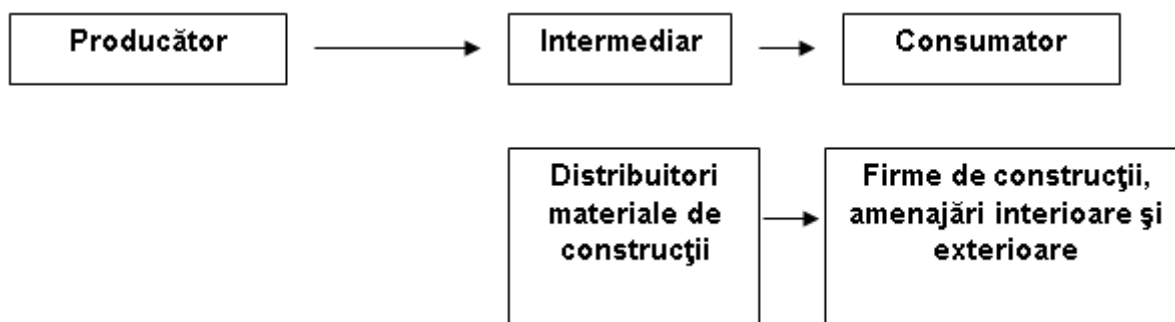 Producător
Intermediar
Consumator
Distribuitori
materiale de
construcţii
Firme de construcţii,
amenajări interioare şi
exterioare